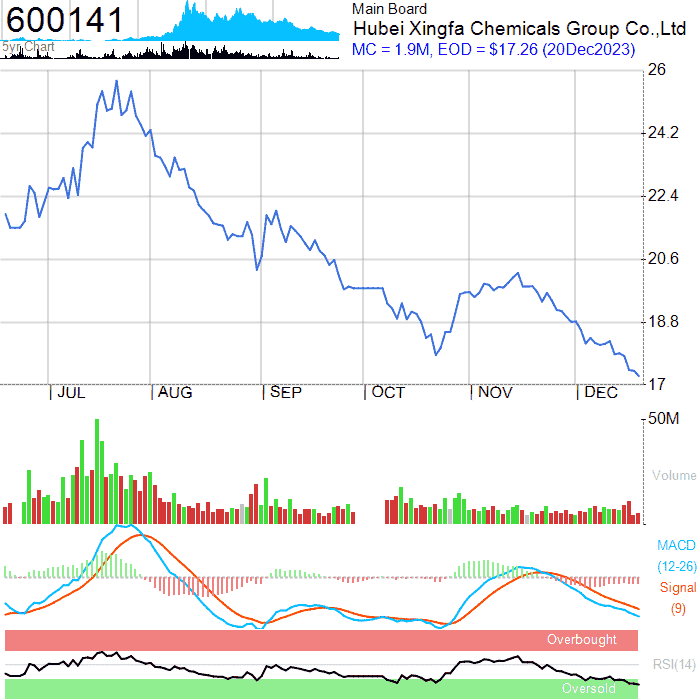 600141
5yr Chart
Main Board
Hubei Xingfa Chemicals Group Co.,Ltd
MC = 1.9M, EOD = $17.26 (20Dec2023)
26
24.2
22.4
20.6
18.8
17
JUL
AUG
SEP
OCT
NOV
DEC
50M
Volume
MACD
(12-26)
Signal
(9)
Overbought
RSI(14)
Oversold